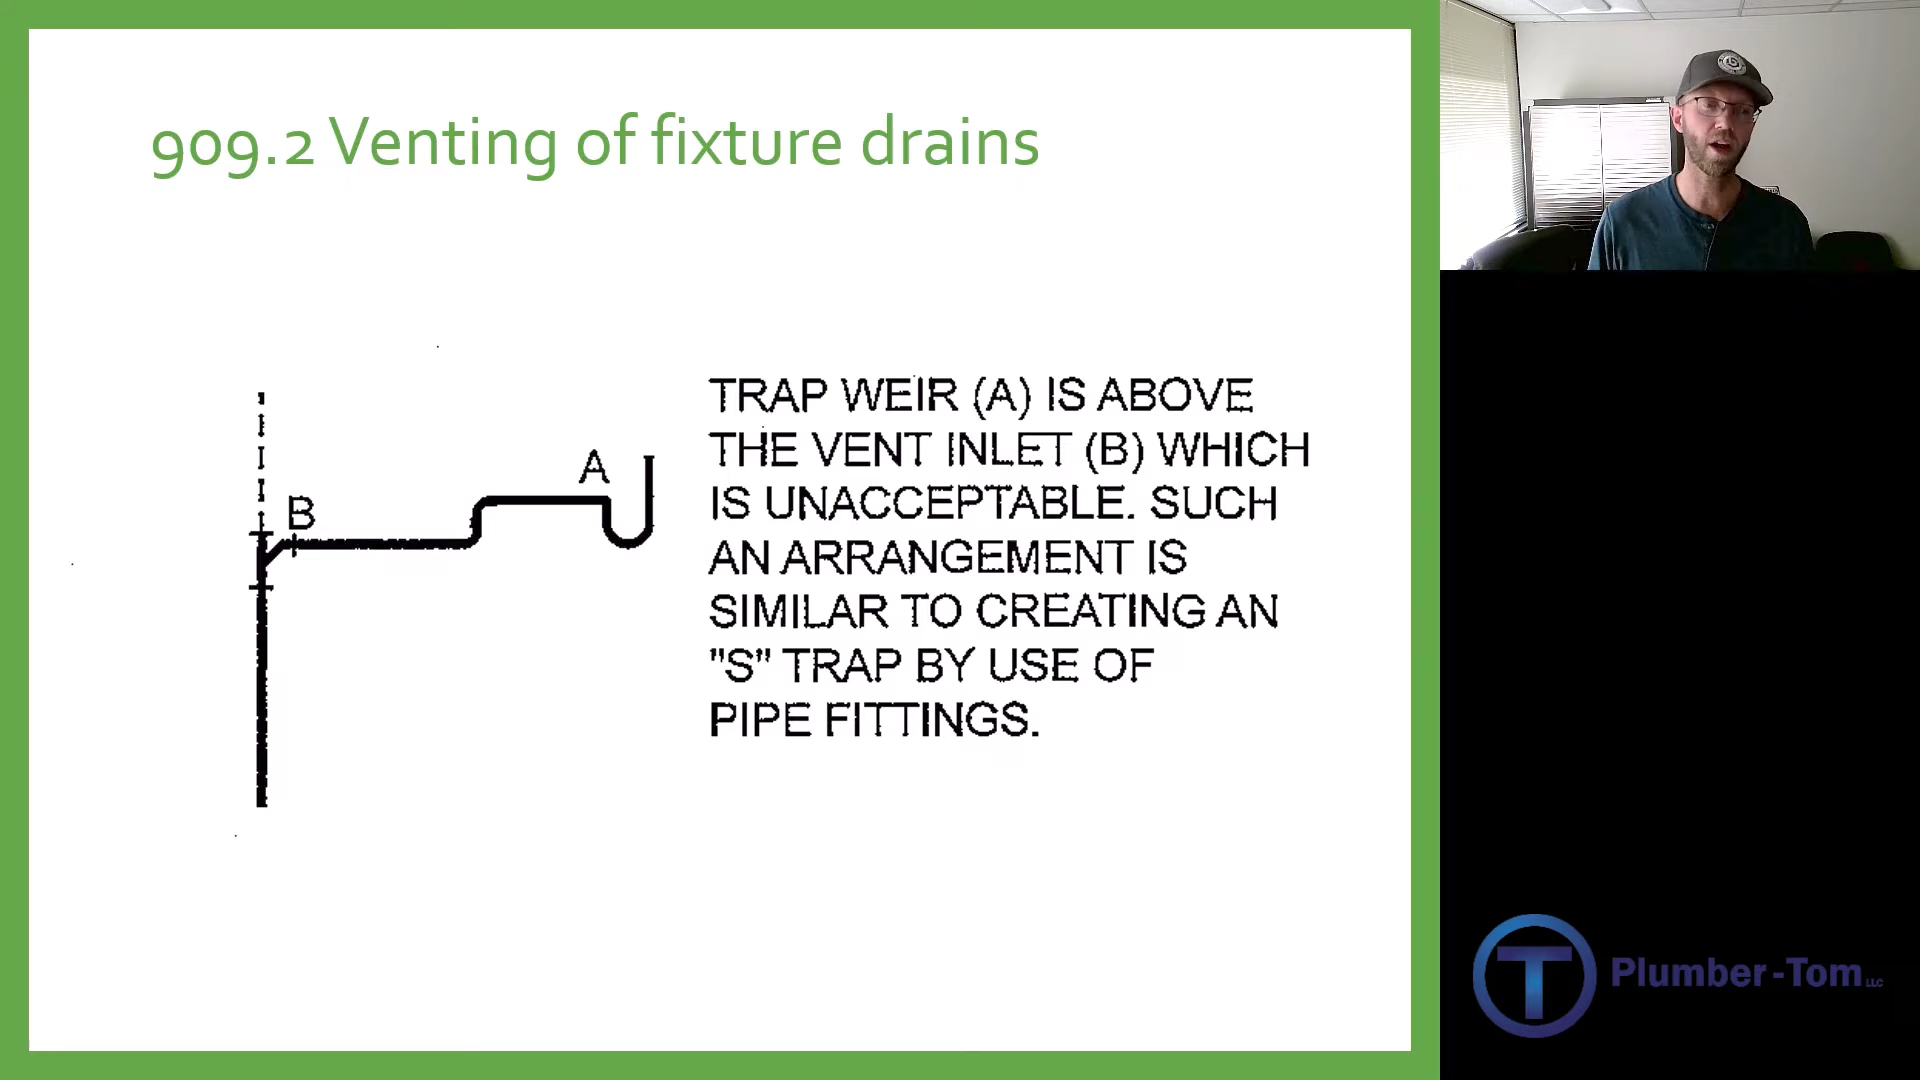 909.2 Venting of fixture drains
A
B
TRAP WEIR (A) IS ABOVE
THE VENT INLET (B) WHICH
IS UNACCEPTABLE. SUCH
AN ARRANGEMENT IS
SIMILAR TO CREATING AN
"S" TRAP BY USE OF
PIPE FITTINGS.
T Plumber-Tom LLC